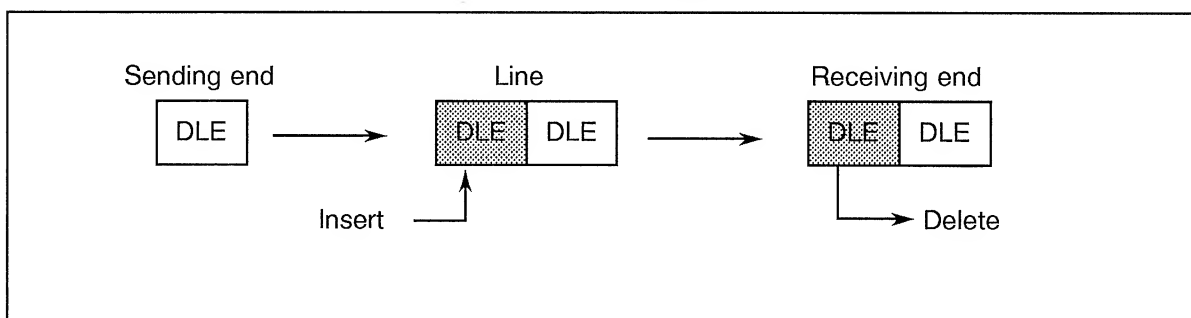 Sending end Line Receiving end
DLE DLE DLE DLE DLE
Insert Delete